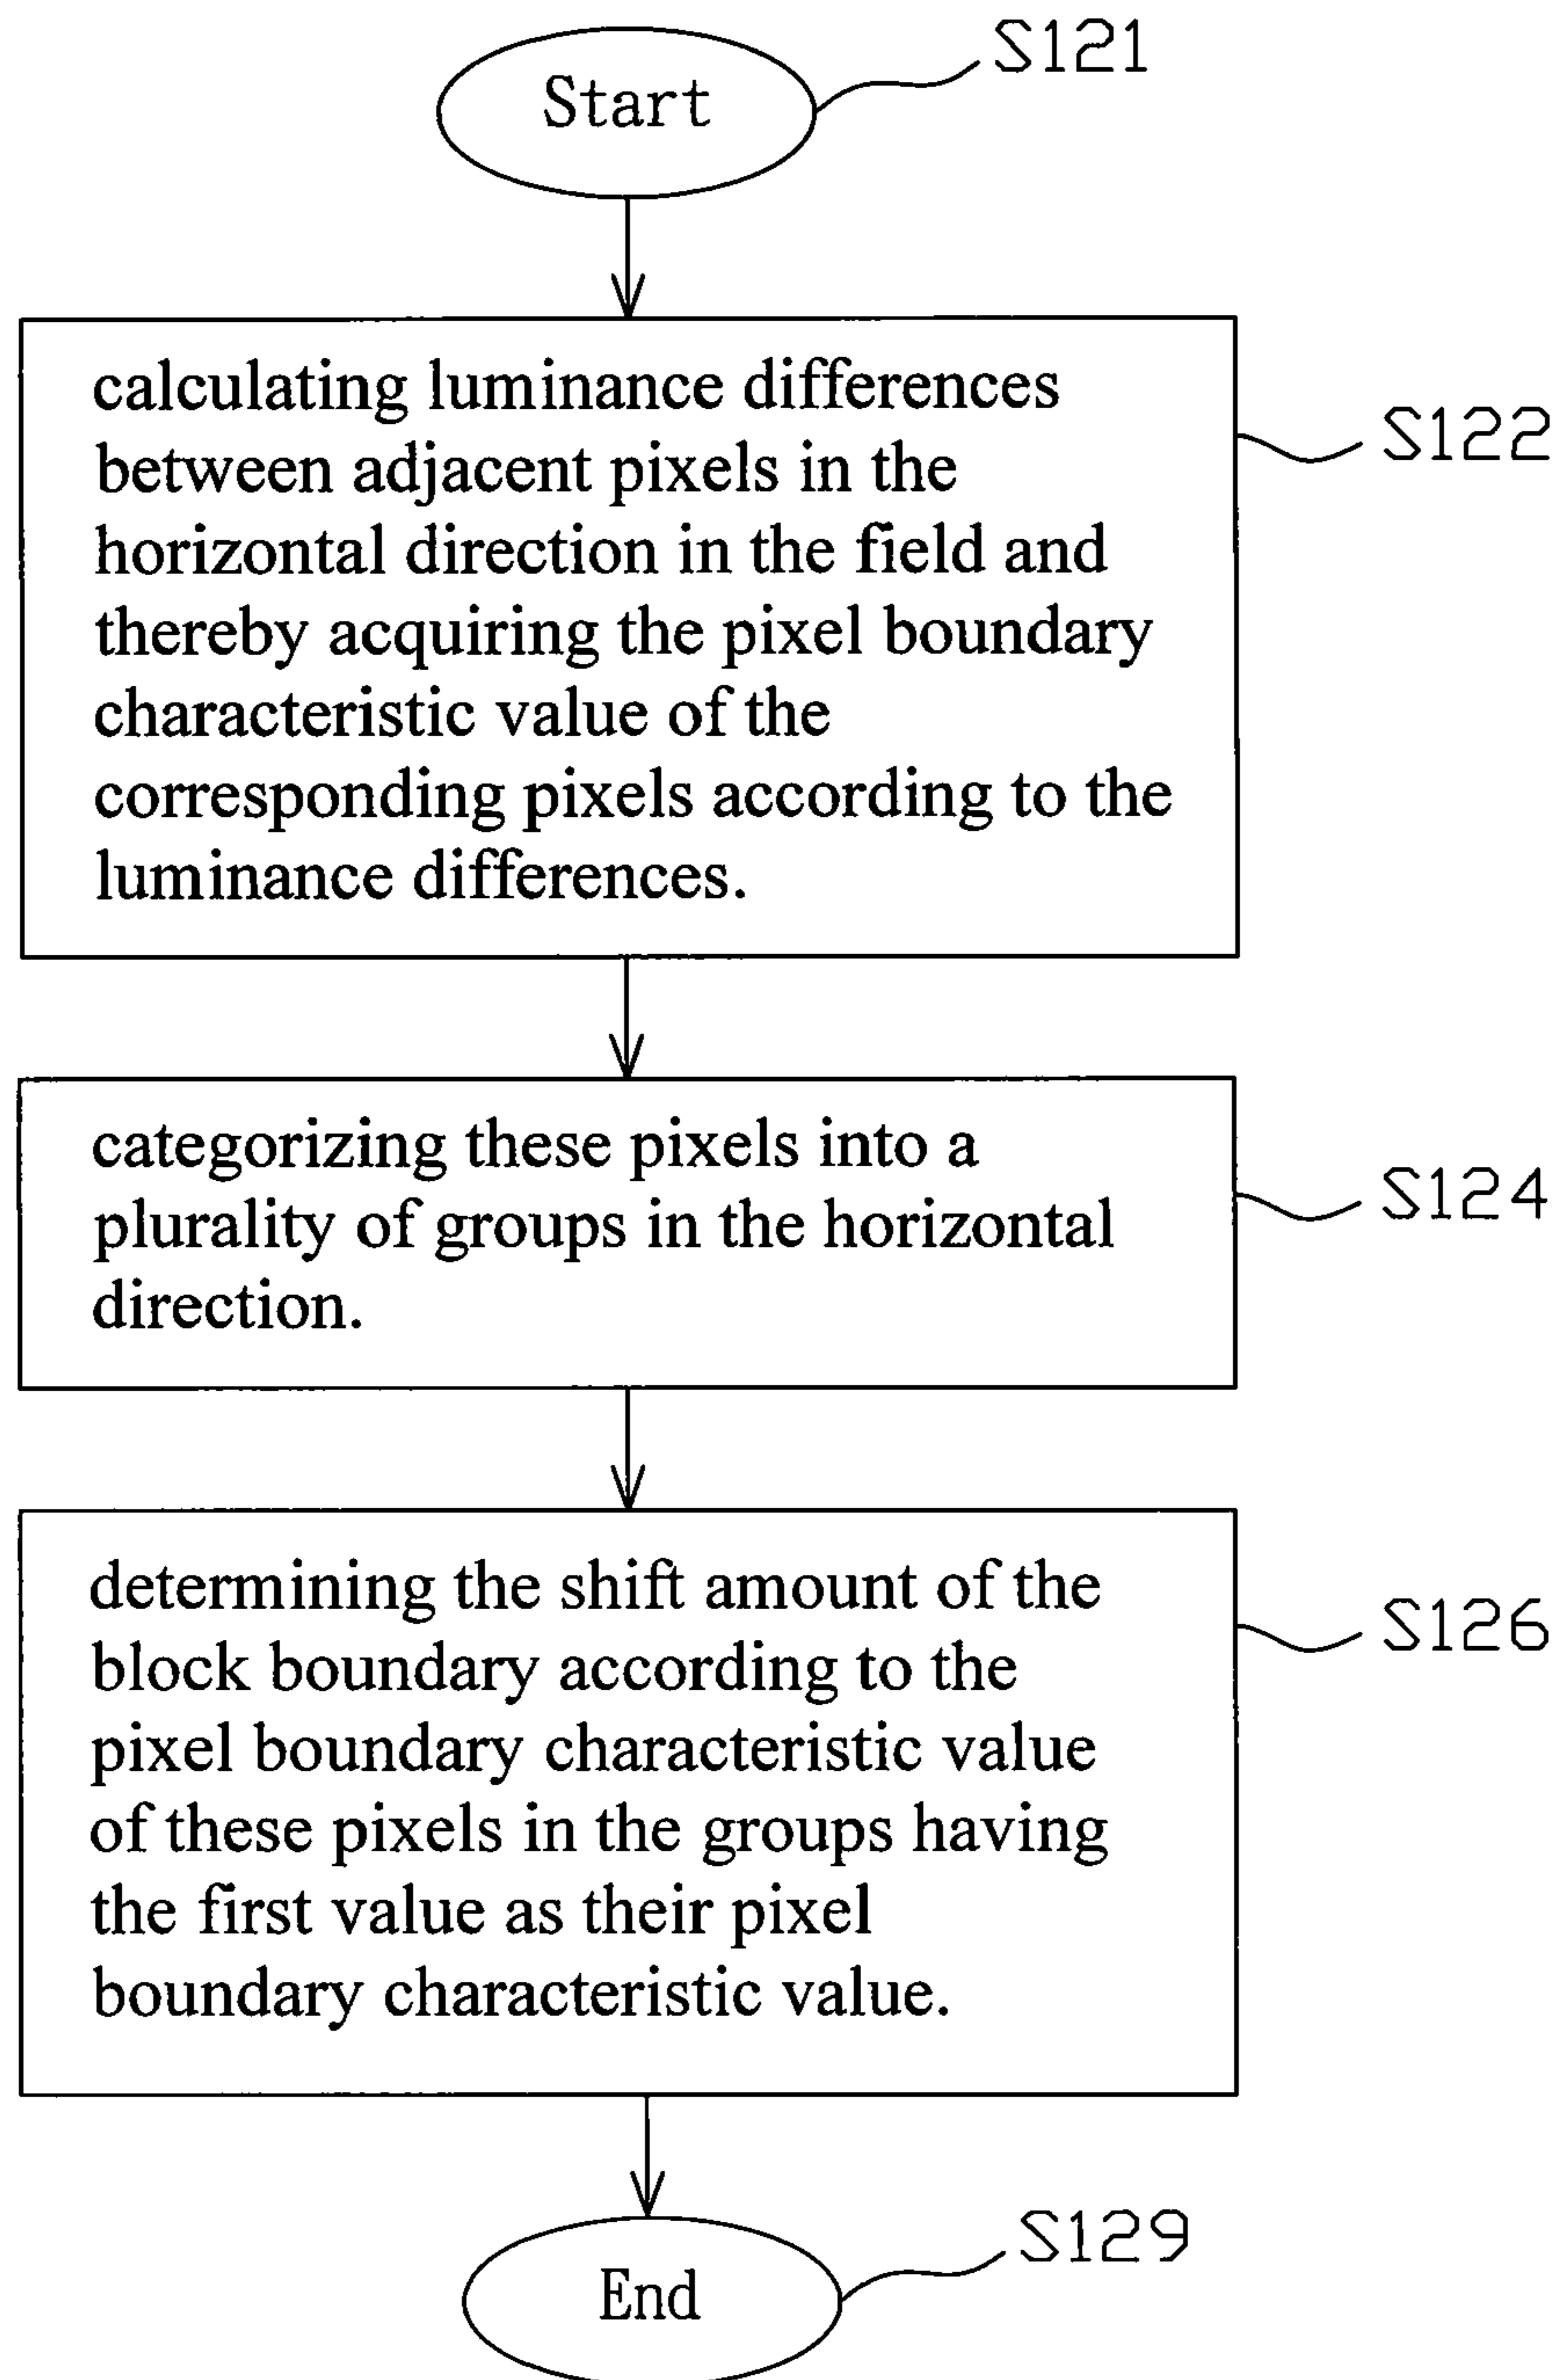 S121
Start
calculating luminance differences
between adjacent pixels in the
horizontal direction in the field and
thereby acquiring the pixel boundary
characteristic value of the
corresponding pixels according to the
luminance differences.
S122
categorizing these pixels into a
plurality of groups in the horizontal
direction.
S124
determining the shift amount of the
block boundary according to the
pixel boundary characteristic value
of these pixels in the groups having
the first value as their pixel
boundary characteristic value.
S126
S129
End